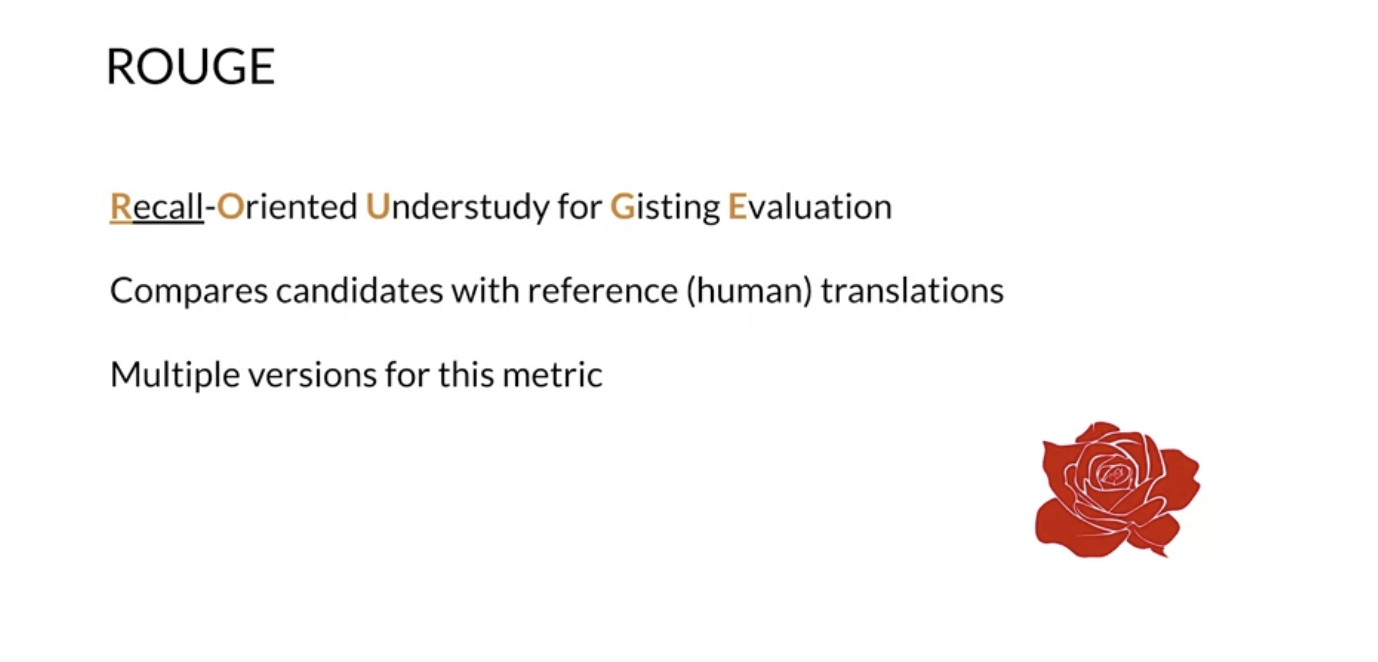 ROUGE
Recall-Oriented Understudy for Gisting Evaluation
Compares candidates with reference (human) translations
Multiple versions for this metric